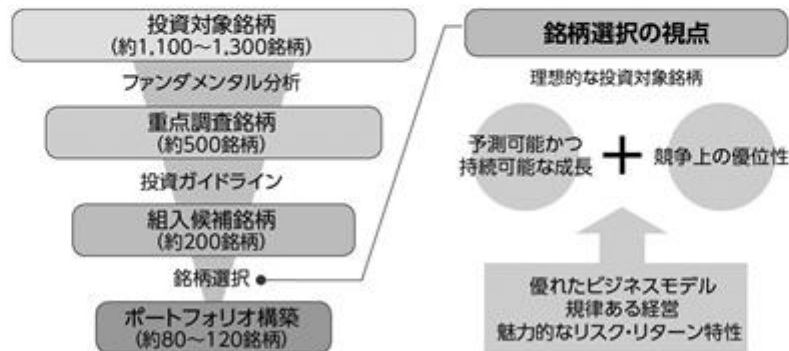 投資対象銘柄
(約1,100～1,300銘柄)
ファンダメンタル分析
重点調査銘柄
(約500銘柄)
投資ガイドライン
組入候補銘柄
(約200銘柄)
銘柄選択
ポートフォリオ構築
(約80～120銘柄)
銘柄選択の視点
理想的な投資対象銘柄
予測可能かつ
持続可能な成長
+
競争上の優位性
優れたビジネスモデル
規律ある経営
魅力的なリスク・リターン特性